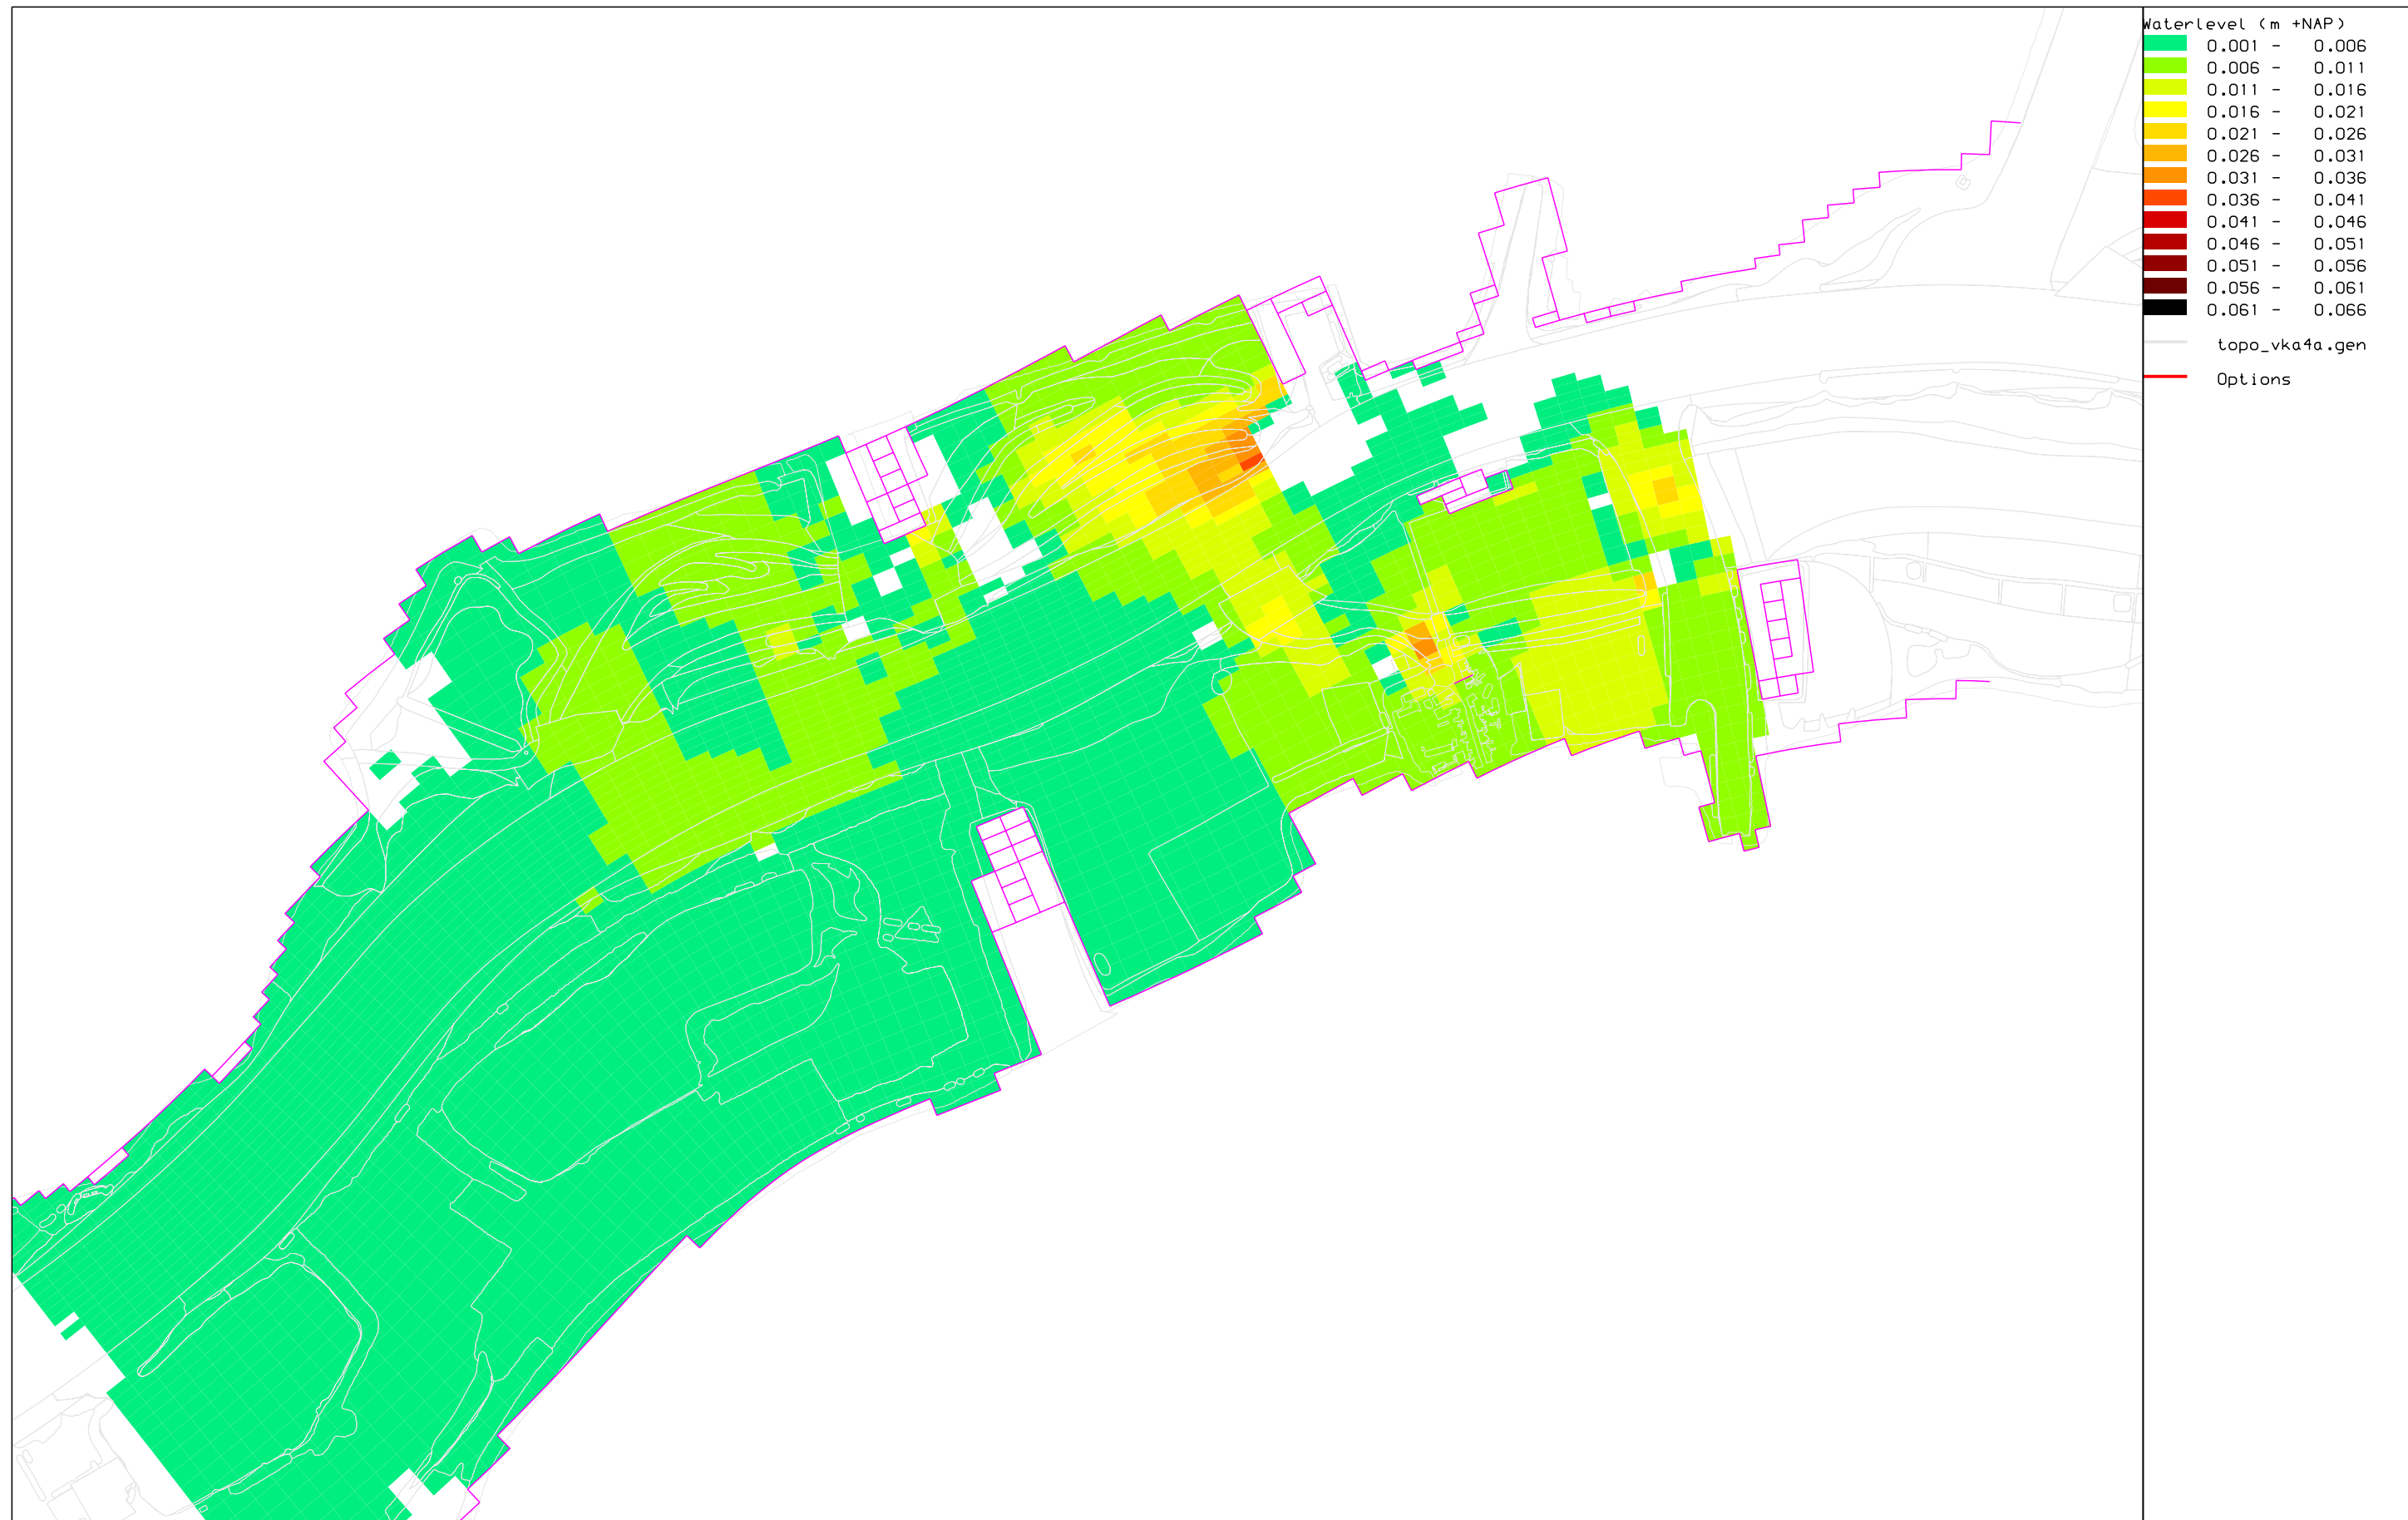 Waterlevel (m +NAP)
0.001 - 0.006
0.006 - 0.011
0.011 - 0.016
0.016 - 0.021
0.021 - 0.026
0.026 - 0.031
0.031 - 0.036
0.036 - 0.041
0.041 - 0.046
0.046 - 0.051
0.051 - 0.056
0.056 - 0.061
0.061 - 0.066
topo_vka4a.gen
Options